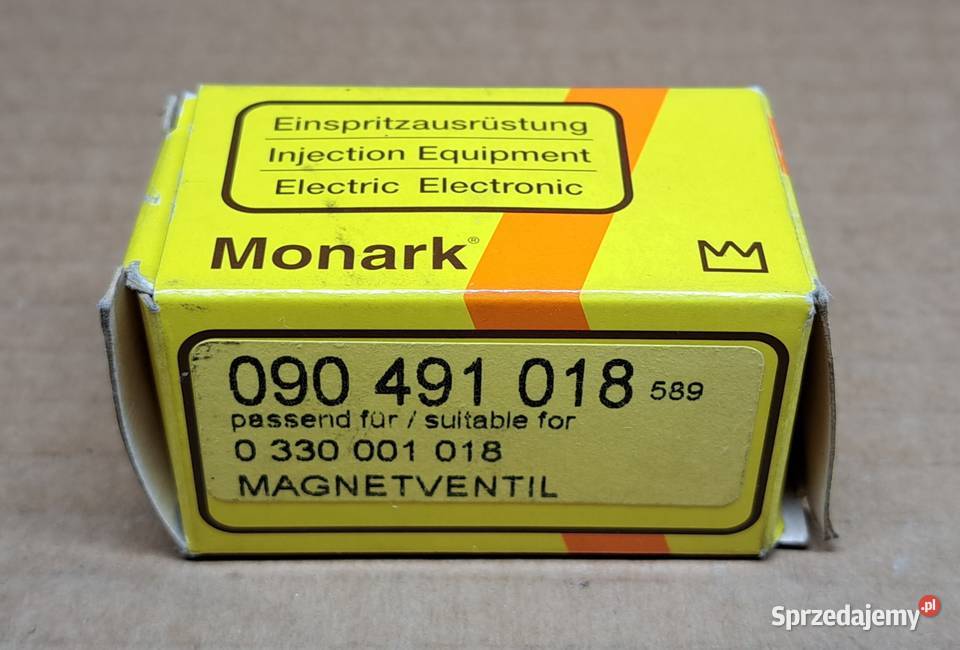 Einspritzausrüstung
Injection Equipment
Electric Electronic
Monark®
090 491 018 589
passend für / suitable for
0 330 001 018
MAGNETVENTIL
Sprzedajemy.pl